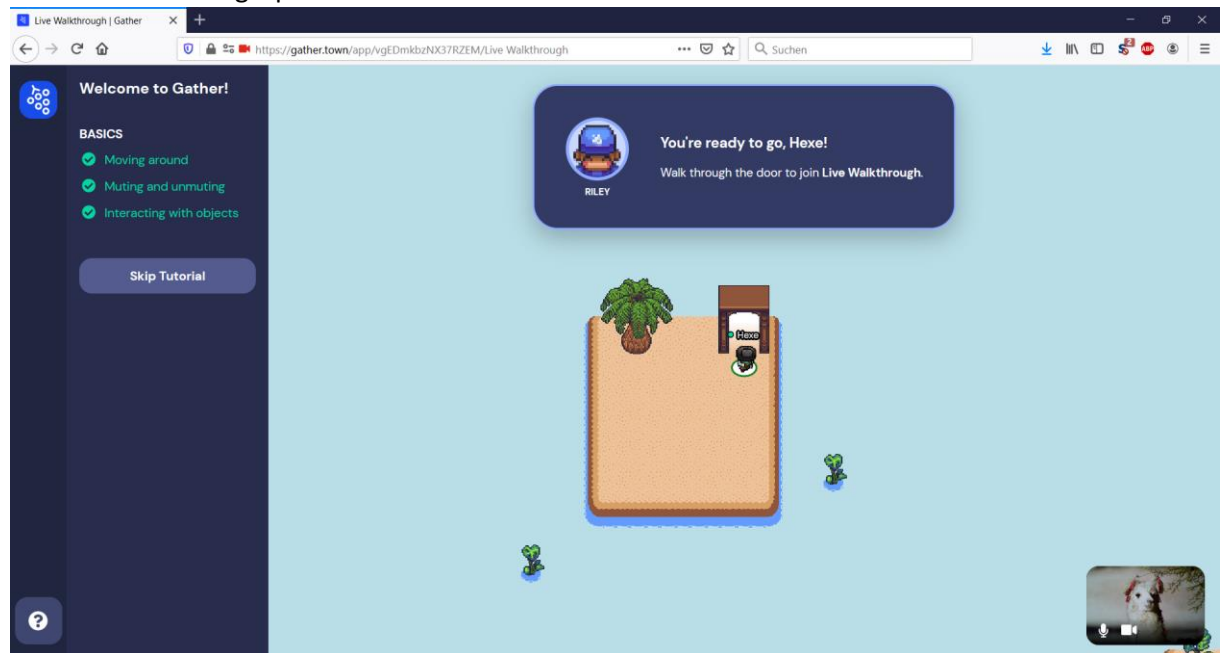 Live Walkthrough | Gather
https://gather.town/app/vgEDmkbzNX37RZEM/Live Walkthrough
Suchen
2
ABP
Welcome to Gather!
BASICS
Moving around
Muting and unmuting
Interacting with objects
Skip Tutorial
You're ready to go, Hexe!
Walk through the door to join Live Walkthrough.
RILEY
Hexe
?